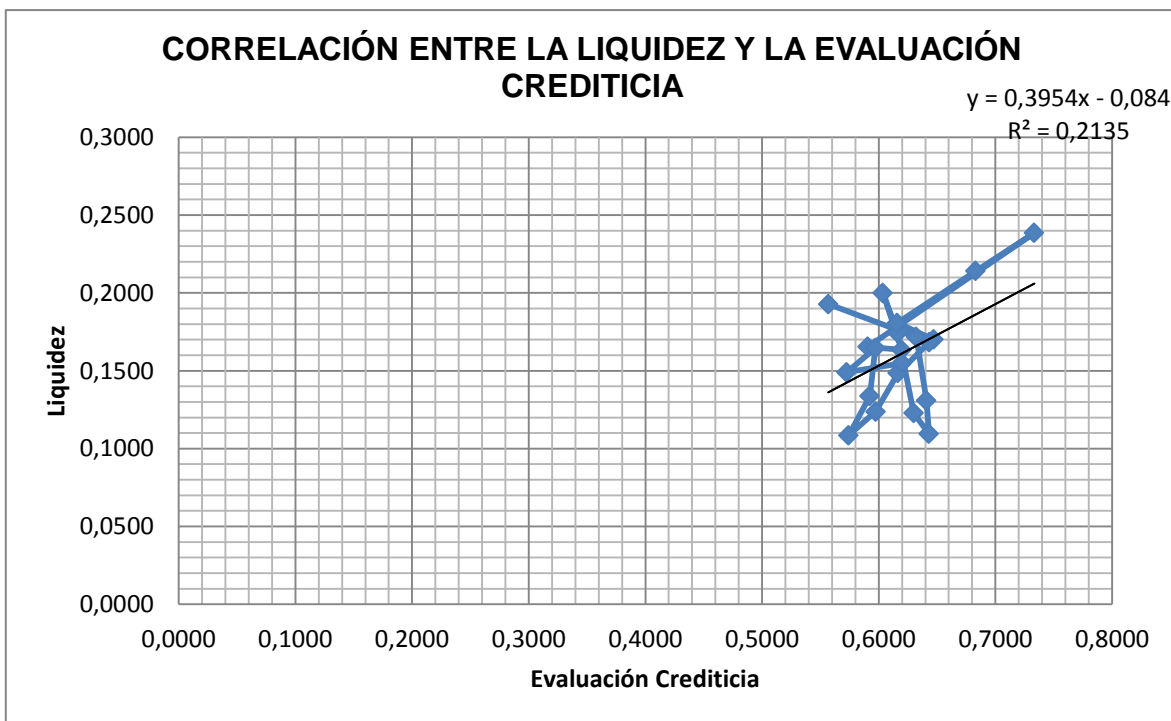 CORRELACIÓN ENTRE LA LIQUIDEZ Y LA EVALUACIÓN
CREDITICIA
y = 0,3954x - 0,084
R² = 0,2135
0,3000
0,2500
0,2000
0,1500
0,1000
0,0500
0,0000
Liquidez
0,0000 0,1000 0,2000 0,3000 0,4000 0,5000 0,6000 0,7000 0,8000
Evaluación Crediticia